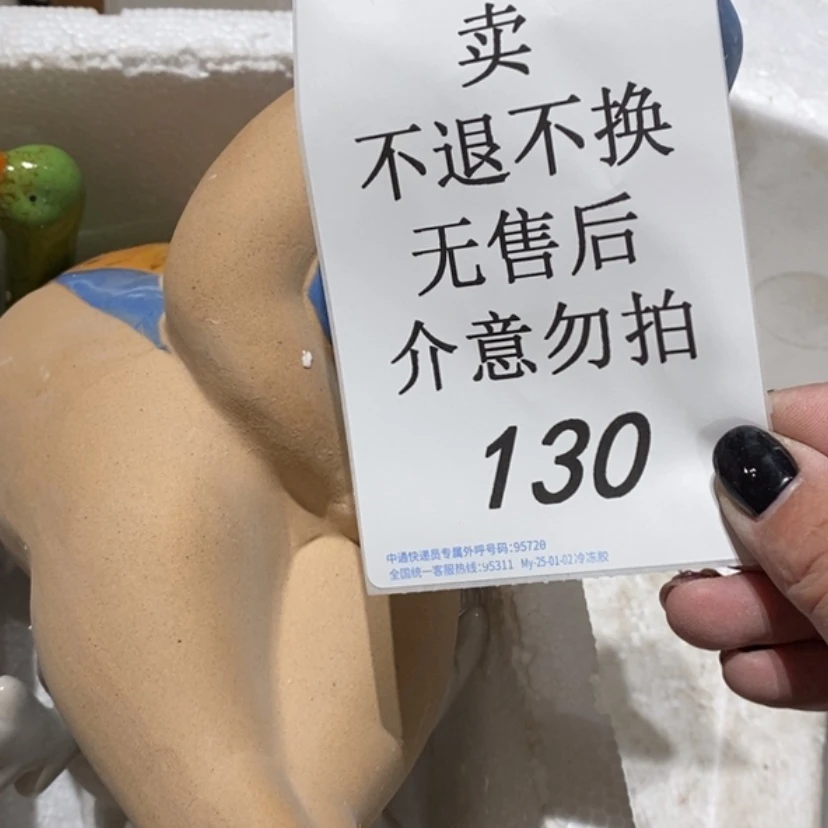 卖
不退不换
无售后
介意勿拍
130
中通快递员专属外呼号码:95720
全国统一客服热线:95311 My-25-01-02冷冻胶